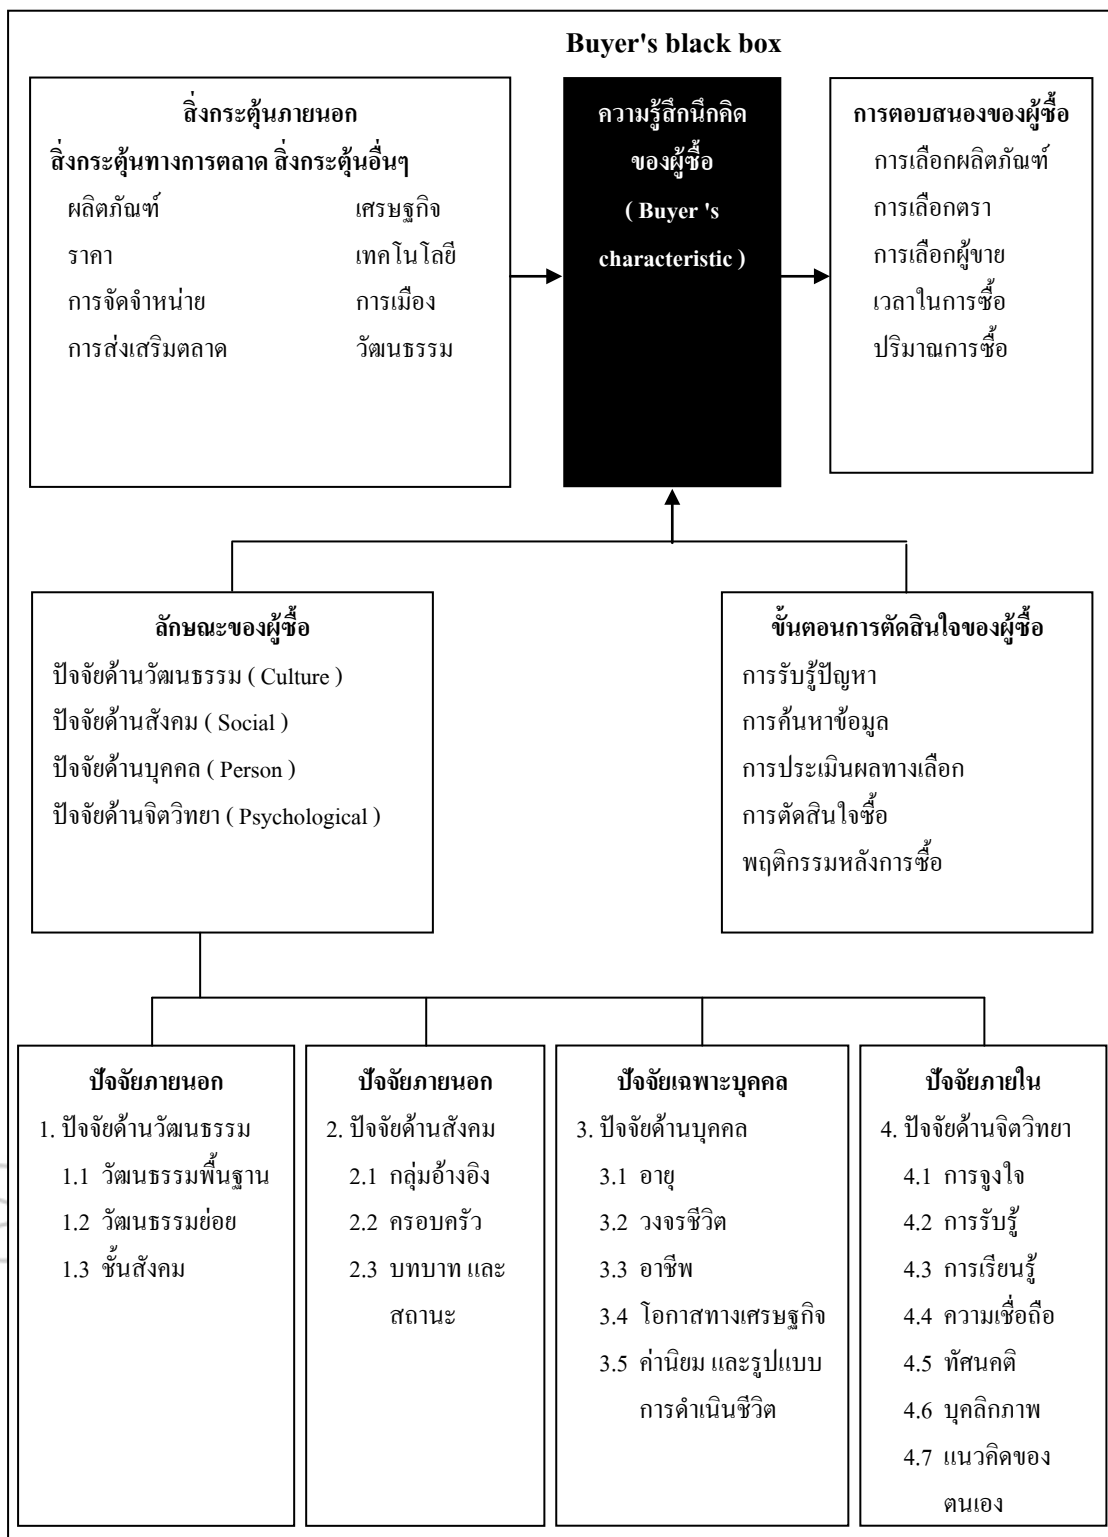 Buyer's black box
สิ่งกระตุ้นภายนอก
สิ่งกระตุ้นทางการตลาด สิ่งกระตุ้นอื่นๆ
ผลิตภัณฑ์ เศรษฐกิจ
ราคา เทคโนโลยี
การจัดจำหน่าย การเมือง
การส่งเสริมตลาด วัฒนธรรม
ความรู้สึกนึกคิด
ของผู้ซื้อ
( Buyer 's
characteristic )
การตอบสนองของผู้ซื้อ
การเลือกผลิตภัณฑ์
การเลือกตรา
การเลือกผู้ขาย
เวลาในการซื้อ
ปริมาณการซื้อ
ลักษณะของผู้ซื้อ
ปัจจัยด้านวัฒนธรรม ( Culture )
ปัจจัยด้านสังคม ( Social )
ปัจจัยด้านบุคคล ( Person )
ปัจจัยด้านจิตวิทยา ( Psychological )
ขั้นตอนการตัดสินใจของผู้ซื้อ
การรับรู้ปัญหา
การค้นหาข้อมูล
การประเมินผลทางเลือก
การตัดสินใจซื้อ
พฤติกรรมหลังการซื้อ
ปัจจัยภายนอก
1. ปัจจัยด้านวัฒนธรรม
1.1 วัฒนธรรมพื้นฐาน
1.2 วัฒนธรรมย่อย
1.3 ชั้นสังคม
ปัจจัยภายนอก
2. ปัจจัยด้านสังคม
2.1 กลุ่มอ้างอิง
2.2 ครอบครัว
2.3 บทบาท และ
สถานะ
ปัจจัยเฉพาะบุคคล
3. ปัจจัยด้านบุคคล
3.1 อายุ
3.2 วงจรชีวิต
3.3 อาชีพ
3.4 โอกาสทางเศรษฐกิจ
3.5 ค่านิยม และรูปแบบ
การดำเนินชีวิต
ปัจจัยภายใน
4. ปัจจัยด้านจิตวิทยา
4.1 การจูงใจ
4.2 การรับรู้
4.3 การเรียนรู้
4.4 ความเชื่อถือ
4.5 ทัศนคติ
4.6 บุคลิกภาพ
4.7 แนวคิดของ
ตนเอง